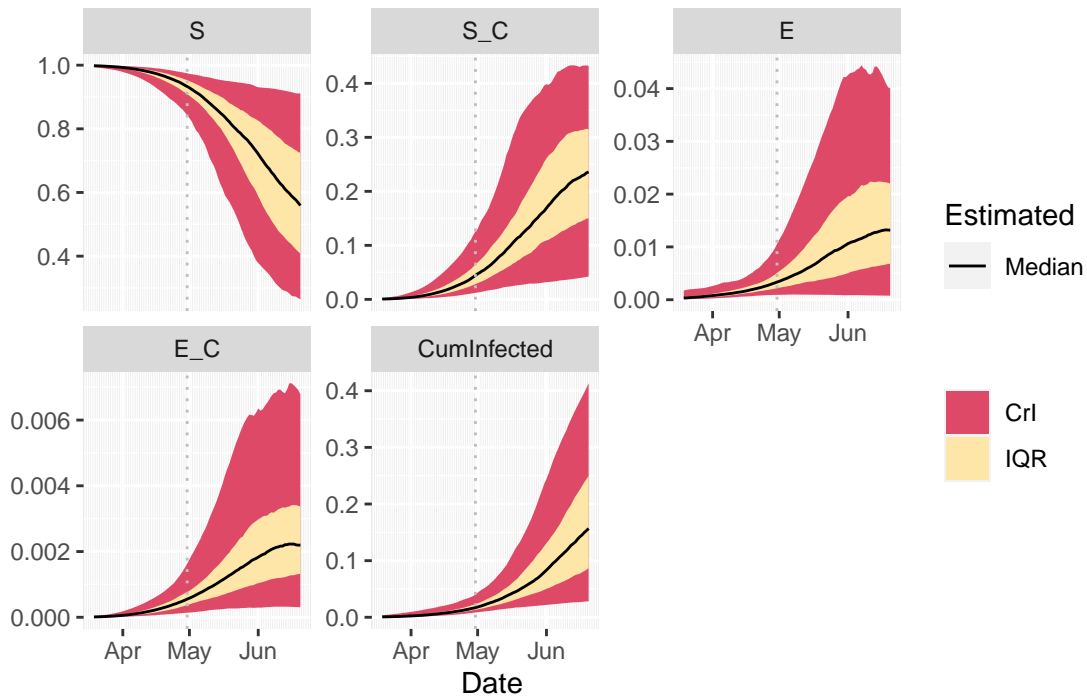 S
S_C
E
1.0
0.8
0.6
0.4
0.4
0.3
0.2
0.1
0.0
0.04
0.03
0.02
0.01
0.00
Apr May Jun
Estimated
Median
E_C
CumInfected
0.006
0.004
0.002
0.000
0.4
0.3
0.2
0.1
0.0
CrI
IQR
Apr May Jun
Apr May Jun
Date